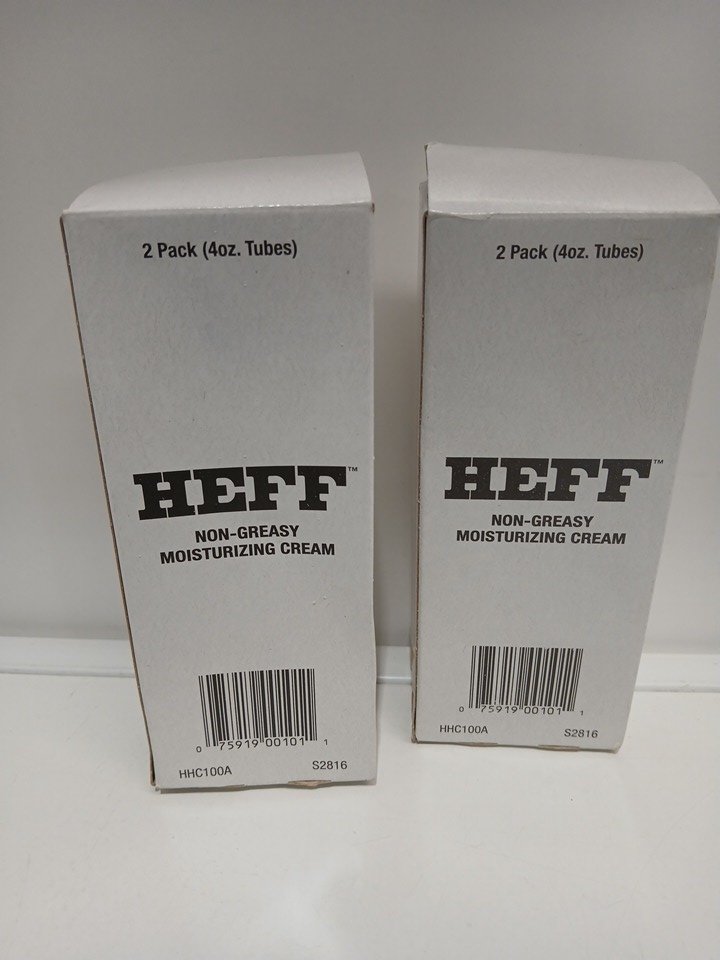 2 Pack (4oz. Tubes)
HEFF™
NON-GREASY
MOISTURIZING CREAM
0 75919 00101 1
HHC100A S2816
2 Pack (4oz. Tubes)
HEFF™
NON-GREASY
MOISTURIZING CREAM
0 75919 00101 1
HHC100A S2816